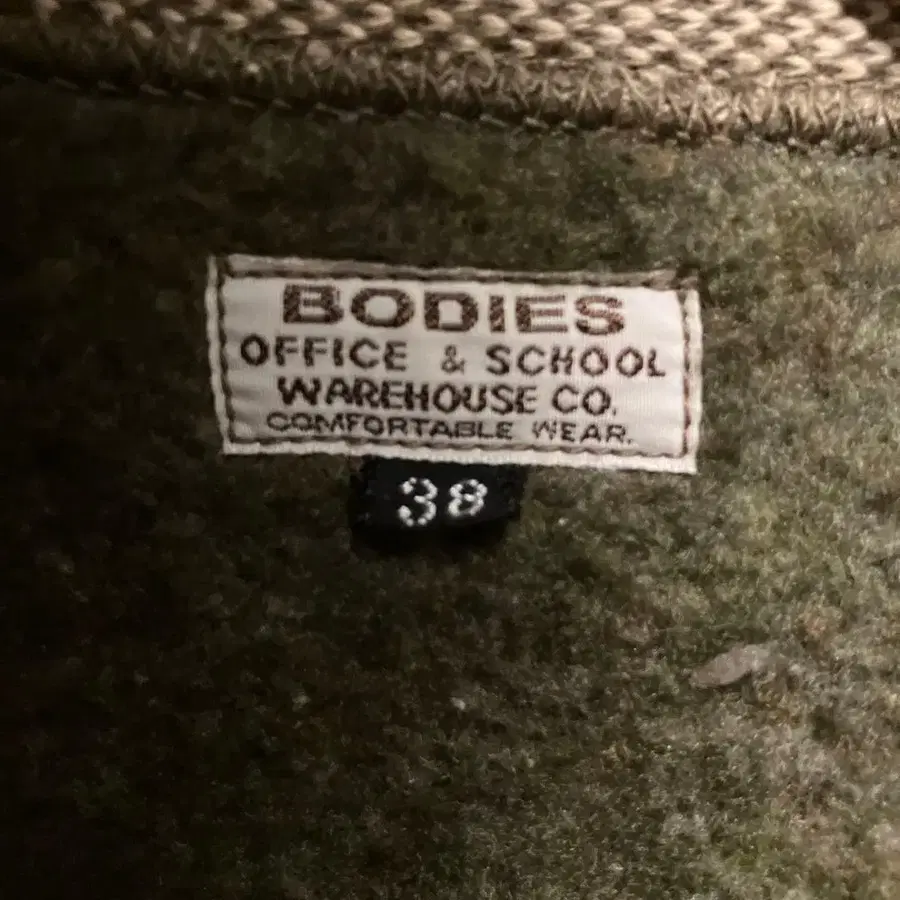 BODIES
OFFICE & SCHOOL
WAREHOUSE CO.
COMFORTABLE WEAR.
38